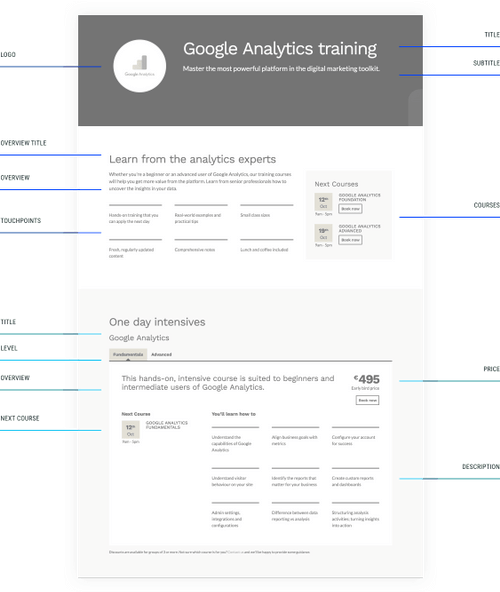 LOGO
TITLE
SUBTITLE
Google Analytics
Google Analytics training
Master the most powerful platform in the digital marketing toolkit.
OVERVIEW TITLE
OVERVIEW
TOUCHPOINTS
COURSES
Learn from the analytics experts
Whether you're a beginner or an advanced user of Google Analytics, our training courses
will help you get more value from the platform. Learn from senior professionals how to
uncover the insights in your data.
Hands-on training that you
can apply the next day
Real-world examples and
practical tips
Small class sizes
Fresh, regularly updated
content
Comprehensive notes
Lunch and coffee included
Next Courses
12th
Oct
9am - 5pm
GOOGLE ANALYTICS
FOUNDATION
Book now
19th
Oct
9am - 5pm
GOOGLE ANALYTICS
ADVANCED
Book now
TITLE
LEVEL
OVERVIEW
NEXT COURSE
PRICE
DESCRIPTION
One day intensives
Google Analytics
Fundamentals
Advanced
This hands-on, intensive course is suited to beginners and
intermediate users of Google Analytics.
€495
Book now
Next Course
12th
Oct
9am - 5pm
GOOGLE ANALYTICS
FUNDAMENTALS
You'll learn how to
Understand the
capabilities of Google
Analytics
Align business goals with
metrics
Configure your account
for success
Understand visitor
behaviour on your site
Identify the reports that
matter for your business
Create custom reports
and dashboards
Admin settings,
integrations and
configurations
Difference between data
reporting vs analysis
Structuring analysis
activities: turning insights
into action